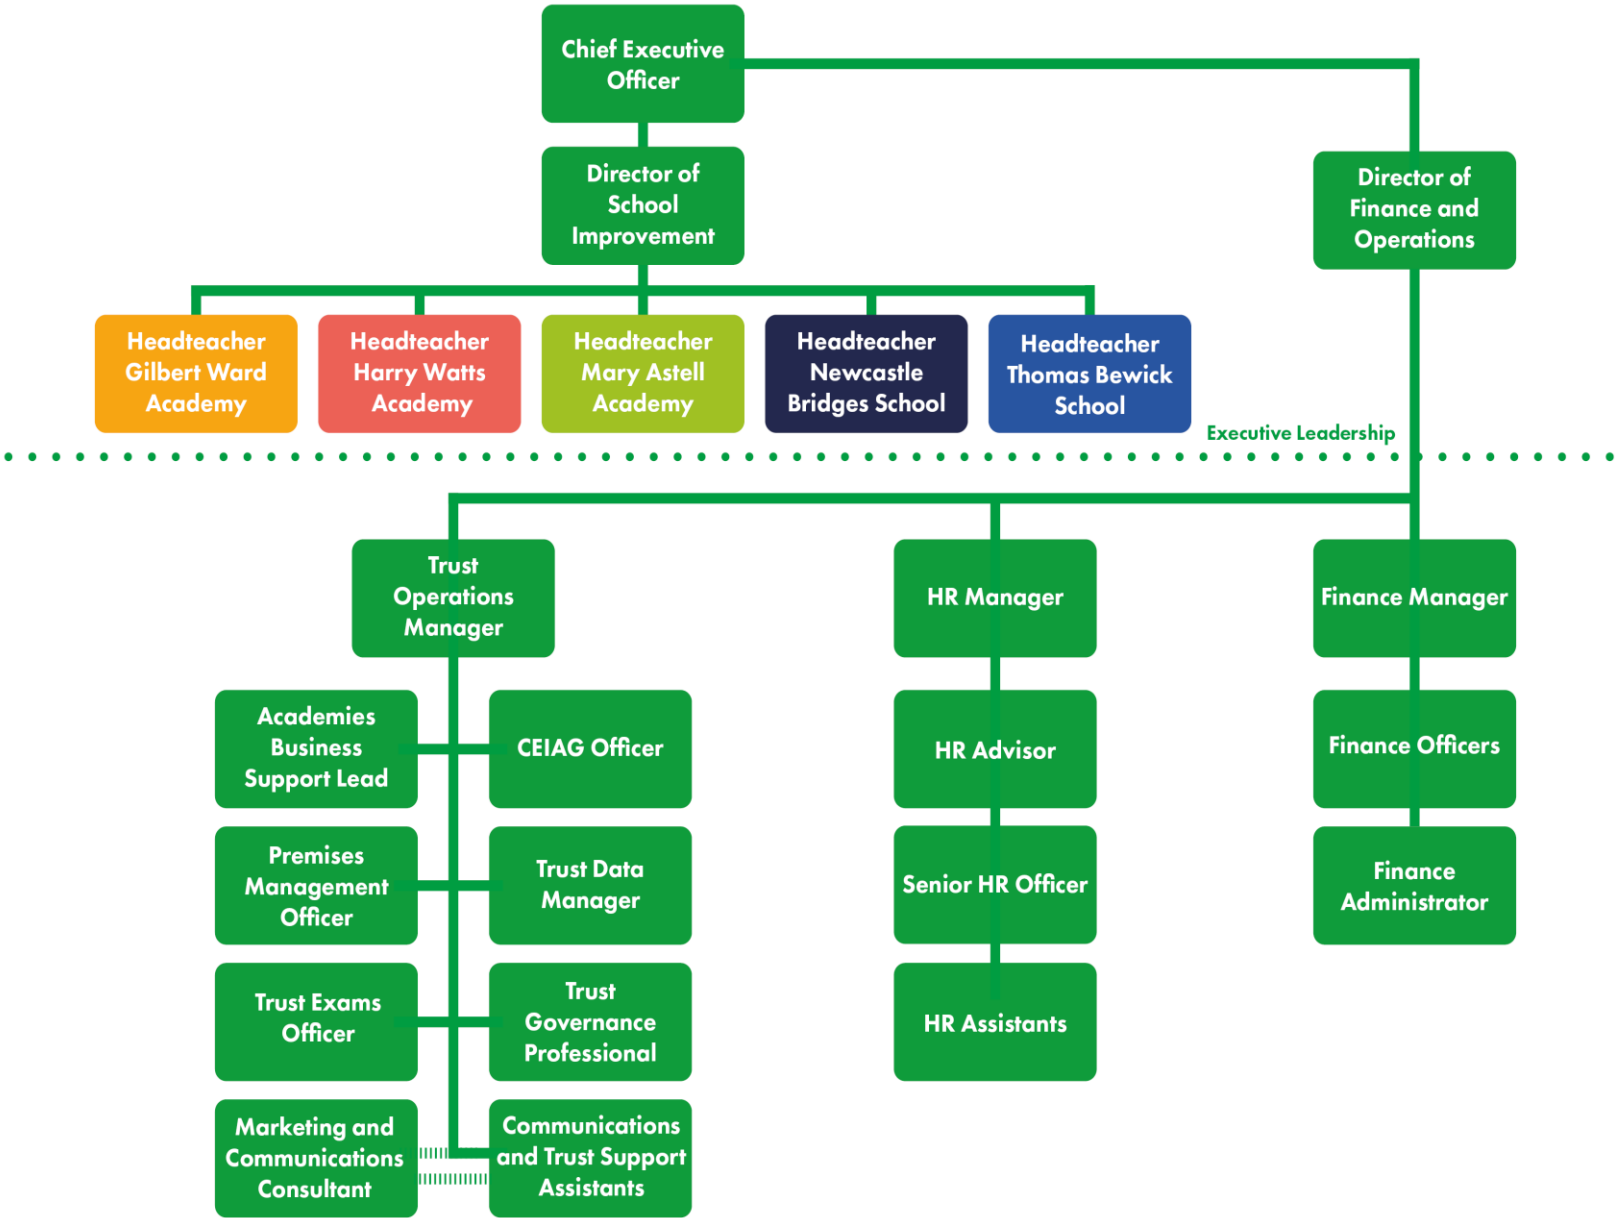 Chief Executive
Officer
Director of
School
Improvement
Director of
Finance and
Operations
Headteacher
Gilbert Ward
Academy
Headteacher
Harry Watts
Academy
Headteacher
Mary Astell
Academy
Headteacher
Newcastle
Bridges School
Headteacher
Thomas Bewick
School
Executive Leadership
Trust
Operations
Manager
HR Manager
Finance Manager
Academies
Business
Support Lead
CEIAG Officer
HR Advisor
Finance Officers
Premises
Management
Officer
Trust Data
Manager
Senior HR Officer
Finance
Administrator
Trust Exams
Officer
Trust
Governance
Professional
HR Assistants
Marketing and
Communications
Consultant
Communications
and Trust Support
Assistants